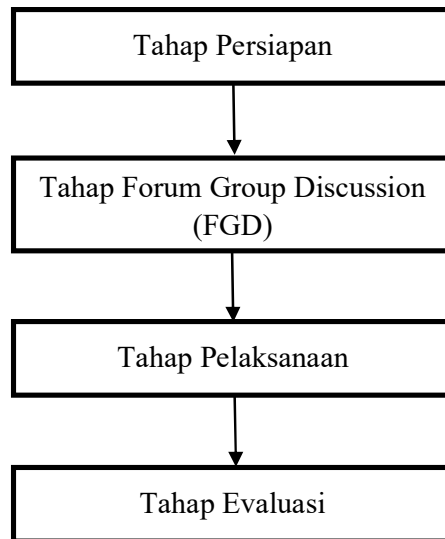 Tahap Persiapan
Tahap Forum Group Discussion
(FGD)
Tahap Pelaksanaan
Tahap Evaluasi